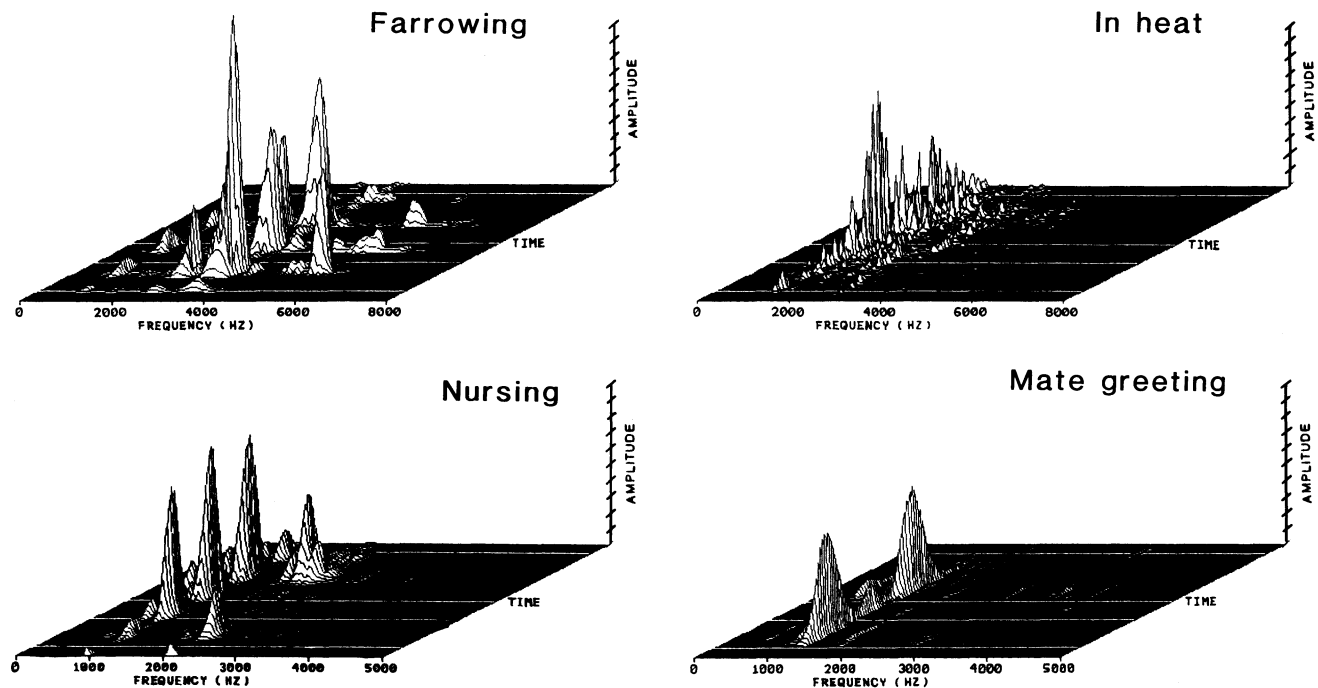 Farrowing
AMPLITUDE
TIME
0 2000 4000 6000 8000
FREQUENCY (HZ)
In heat
AMPLITUDE
TIME
0 2000 4000 6000 8000
FREQUENCY (HZ)
Nursing
AMPLITUDE
TIME
0 1000 2000 3000 4000 5000
FREQUENCY (HZ)
Mate greeting
AMPLITUDE
TIME
0 1000 2000 3000 4000 5000
FREQUENCY (HZ)